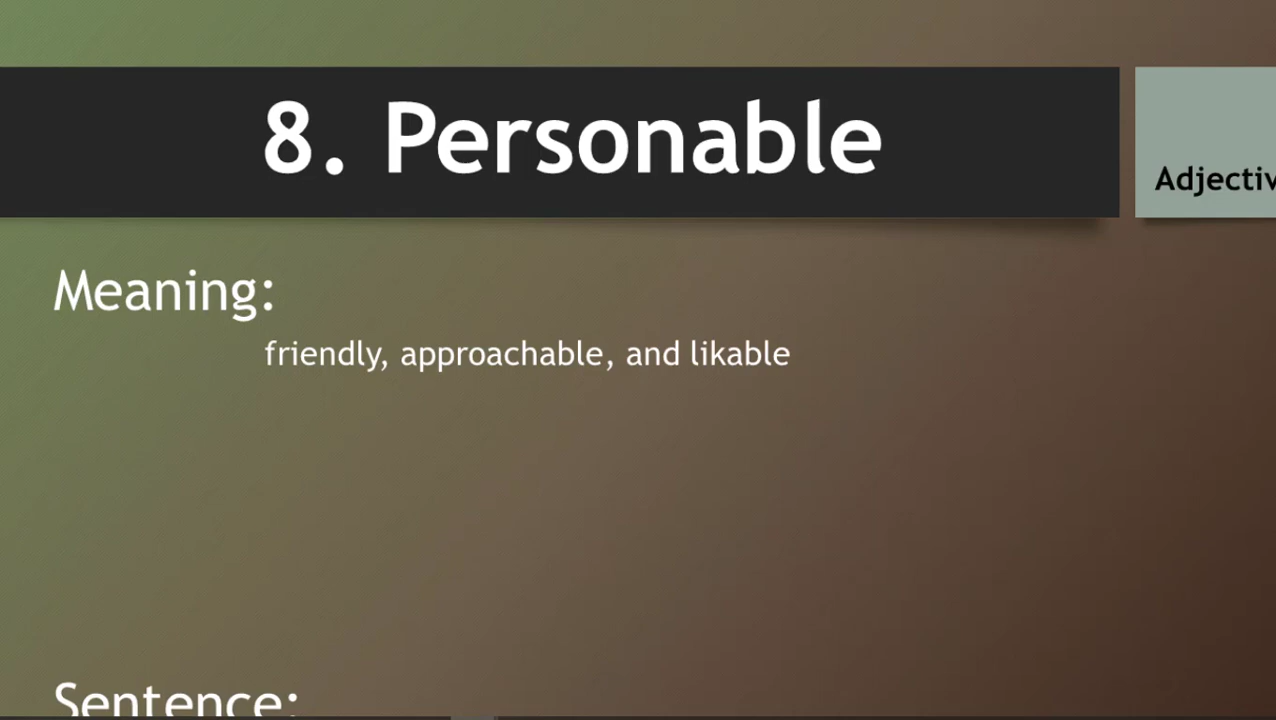 8. Personable
Adjectiv
Meaning:
friendly, approachable, and likable
Sentence: